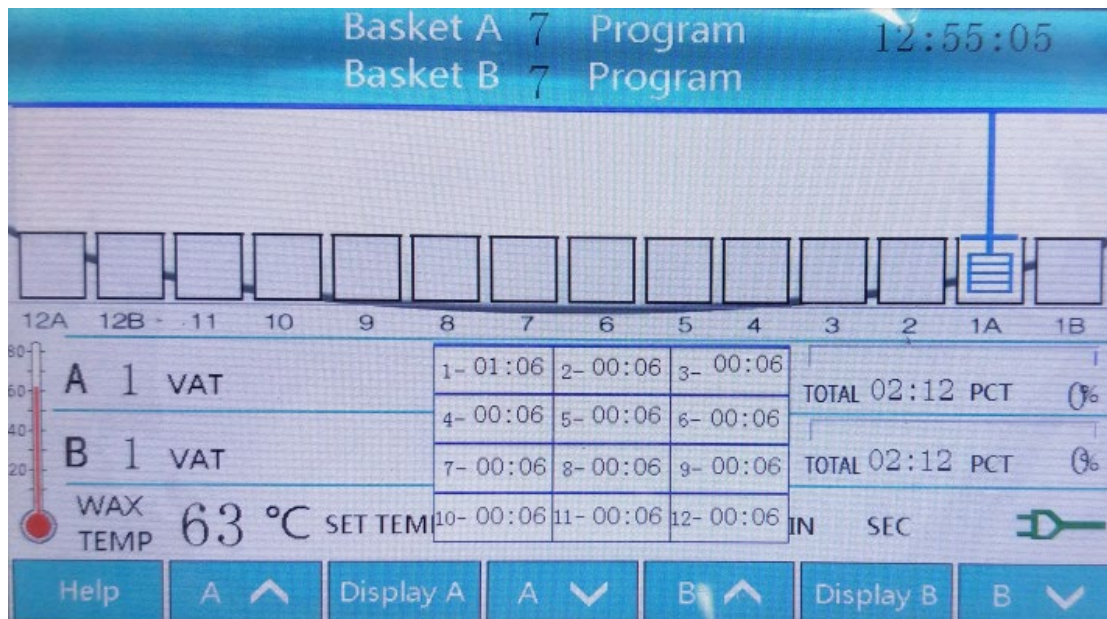 Basket A 7 Program 12:55:05
Basket B 7 Program
12A 12B 11 10 9 8 7 6 5 4 3 2 1A 1B
80
60
40
20
A 1 VAT
B 1 VAT
1- 01:06 2- 00:06 3- 00:06
4- 00:06 5- 00:06 6- 00:06
7- 00:06 8- 00:06 9- 00:06
10- 00:06 11- 00:06 12- 00:06
TOTAL 02:12 PCT 0%
TOTAL 02:12 PCT 0%
WAX TEMP 63 °C SET TEM IN SEC
Help A Display A A B Display B B